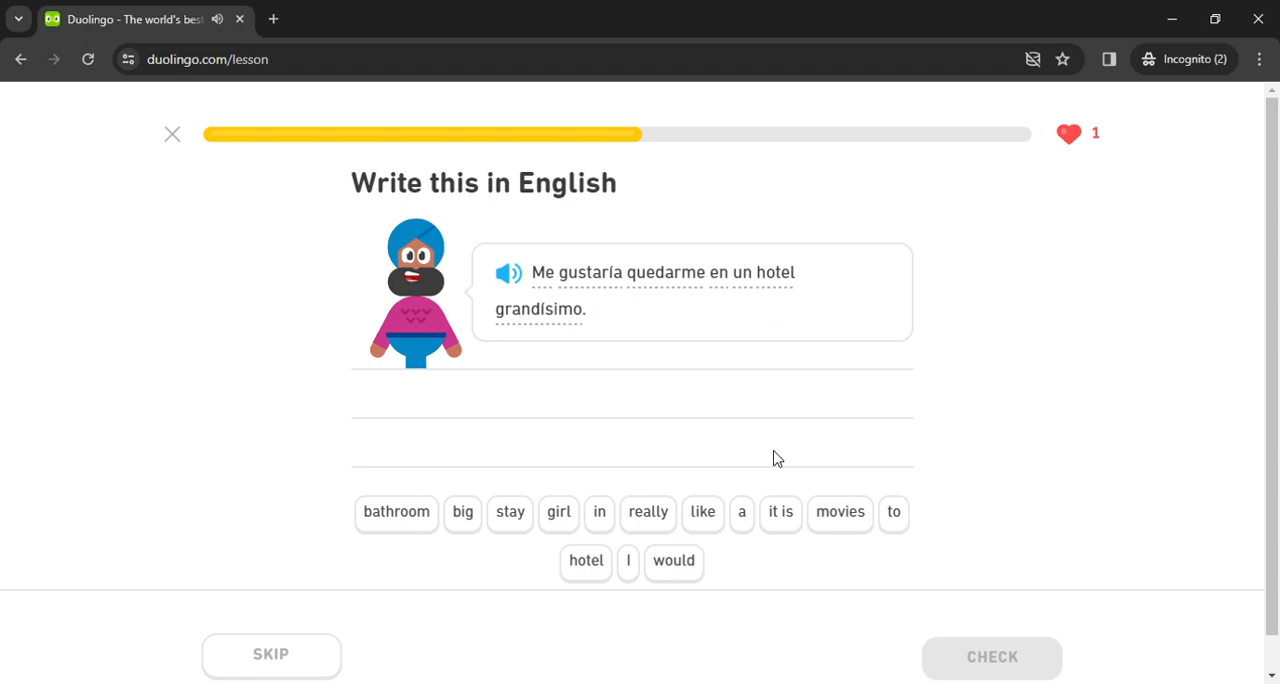 Duolingo - The world's bes
duolingo.com/lesson
Incognito (2)
1
Write this in English
Me gustaría quedarme en un hotel
grandísimo.
bathroom big stay girl in really like a it is movies to
hotel I would
SKIP
CHECK